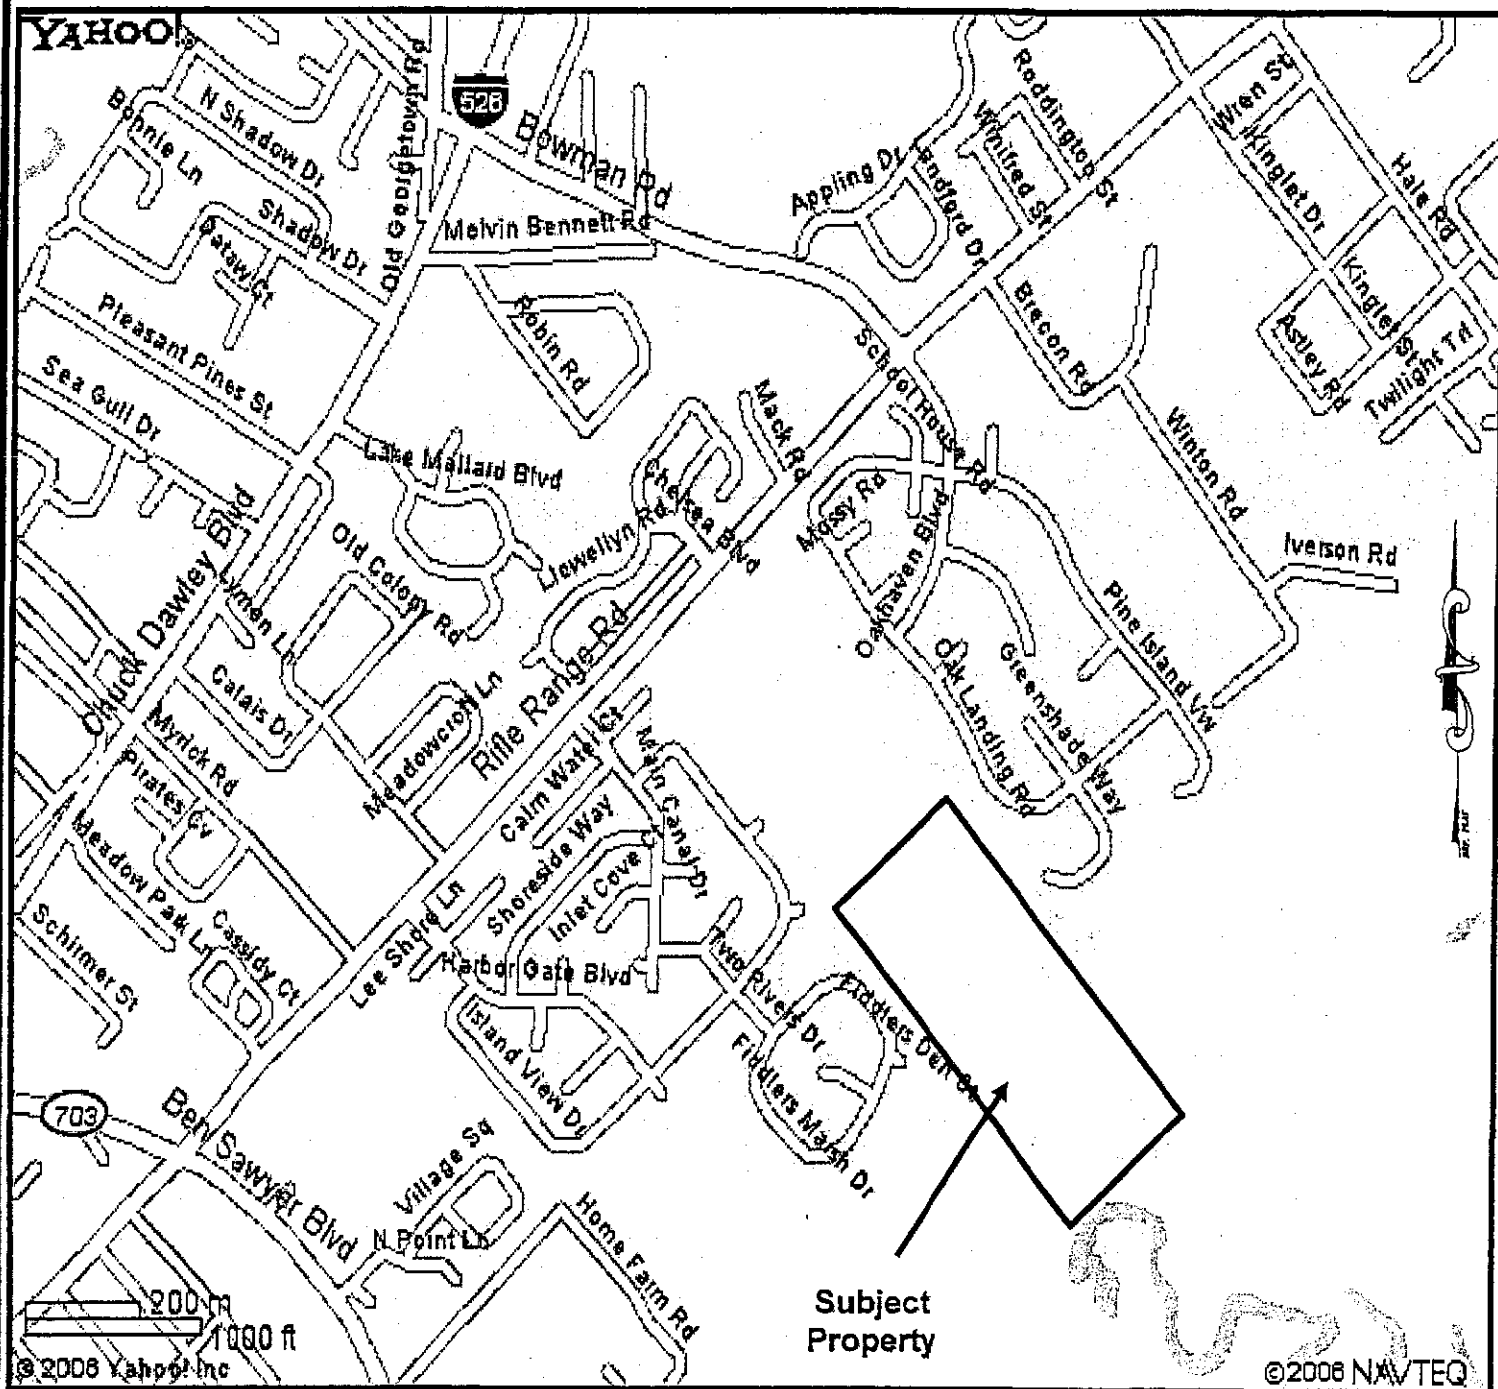 YAHOO!
526
N Shadow Dr
Bonnie Ln
Shadow Dr
Dataw Ct
Old Georgetown Rd
Bowman Rd
Melvin Bennett Rd
Robin Rd
Pleasant Pines St
Sea Gull Dr
Appling Dr
Lendford Dr
Winifred St
Roddington St
Wren St
Kinglet Dr
Hale Rd
Kinglet St
Astley Rd
Twilight Trl
Brecon Rd
Winton Rd
Iverson Rd
School House Rd
Mack Rd
Chelsea Blvd
Lake Mallard Blvd
Llewellyn Rd
Old Colony Rd
Chuck Dawley Blvd
Lymen Ln
Calais Dr
Meadowcroft Ln
Rifle Range Rd
Mossy Rd
Oakhaven Blvd
Oak Landing Rd
Greenshade Way
Pine Island Vw
Myrick Rd
Pirates Cv
Meadow Park Ln
Cassidy Ct
Schirmer St
Calm Water Ct
Main Canal Dr
Shoreside Way
Inlet Cove Ct
Lee Shore Ln
Harbor Gate Blvd
Island View Dr
Two Rivers Dr
Fiddlers Den Ct
Fiddlers Marsh Dr
703
Ben Sawyer Blvd
Village Sq
N Point Ln
Home Farm Rd
Subject
Property
200 m
1000 ft
© 2006 Yahoo! Inc
©2006 NAVTEQ